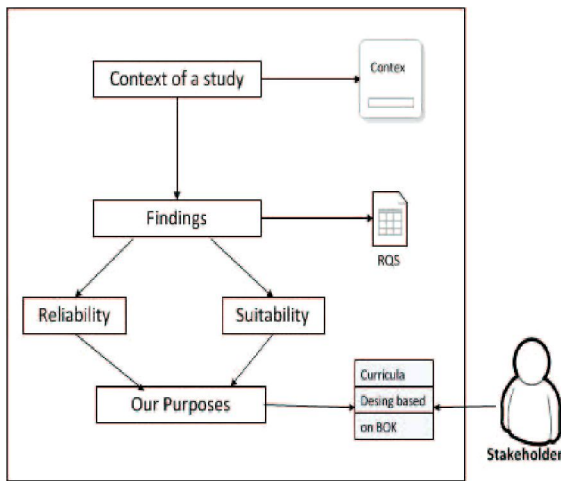 Context of a study
Contex
Findings
RQS
Reliability
Suitability
Our Purposes
Curricula
Desing based
on BOK
Stakeholder